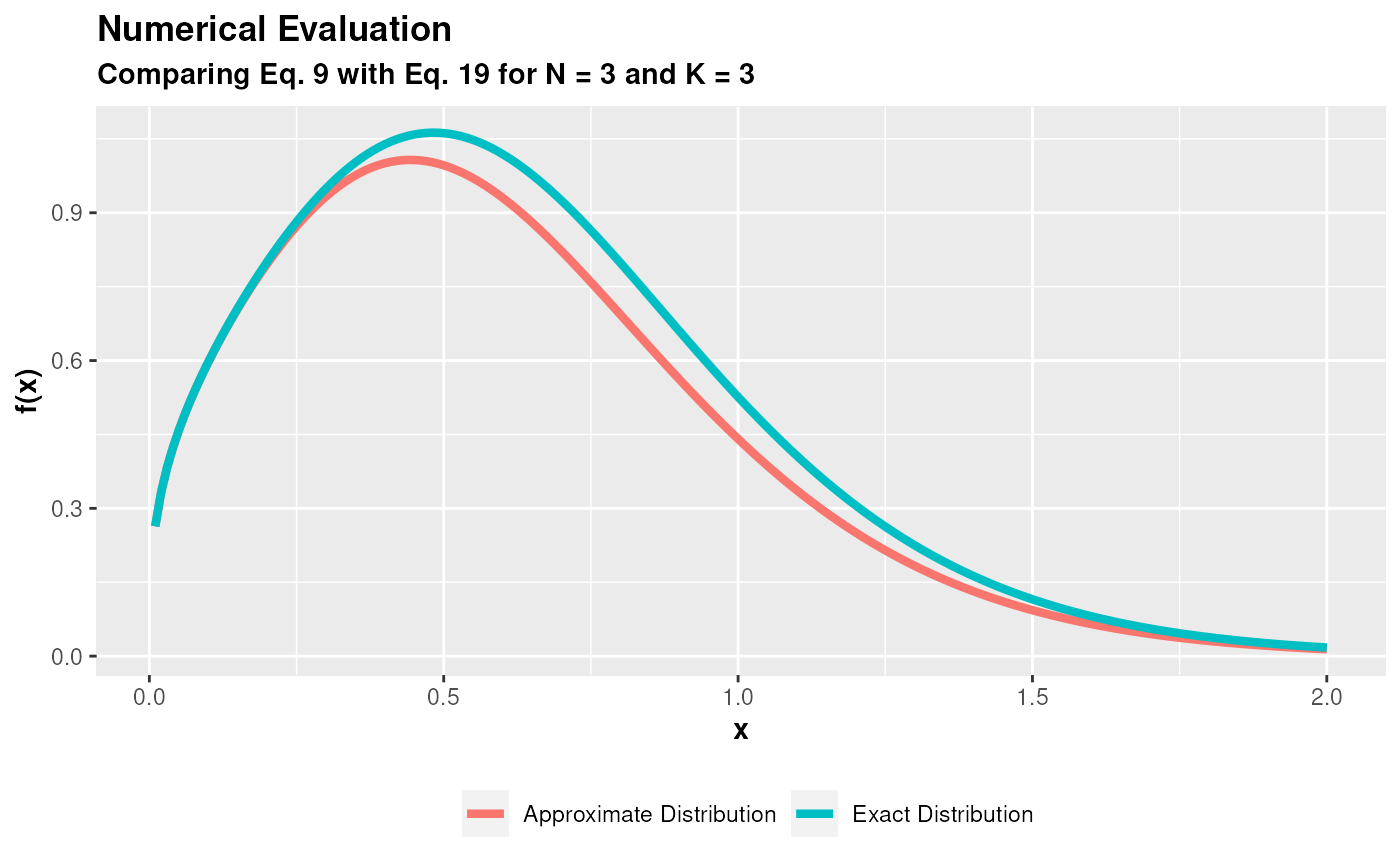 Numerical Evaluation
Comparing Eq. 9 with Eq. 19 for N = 3 and K = 3
f(x)
0.9
0.6
0.3
0.0
0.0 0.5 1.0 1.5 2.0
x
Approximate Distribution Exact Distribution